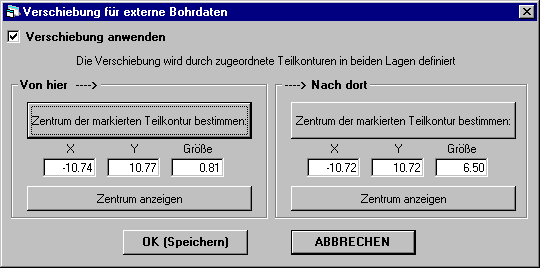 Verschiebung für externe Bohrdaten
Verschiebung anwenden
Die Verschiebung wird durch zugeordnete Teilkonturen in beiden Lagen definiert
Von hier ---->
----> Nach dort
Zentrum der markierten Teilkontur bestimmen:
Zentrum der markierten Teilkontur bestimmen:
X Y Größe
X Y Größe
-10.74 10.77 0.81
-10.72 10.72 6.50
Zentrum anzeigen
Zentrum anzeigen
OK (Speichern)
ABBRECHEN